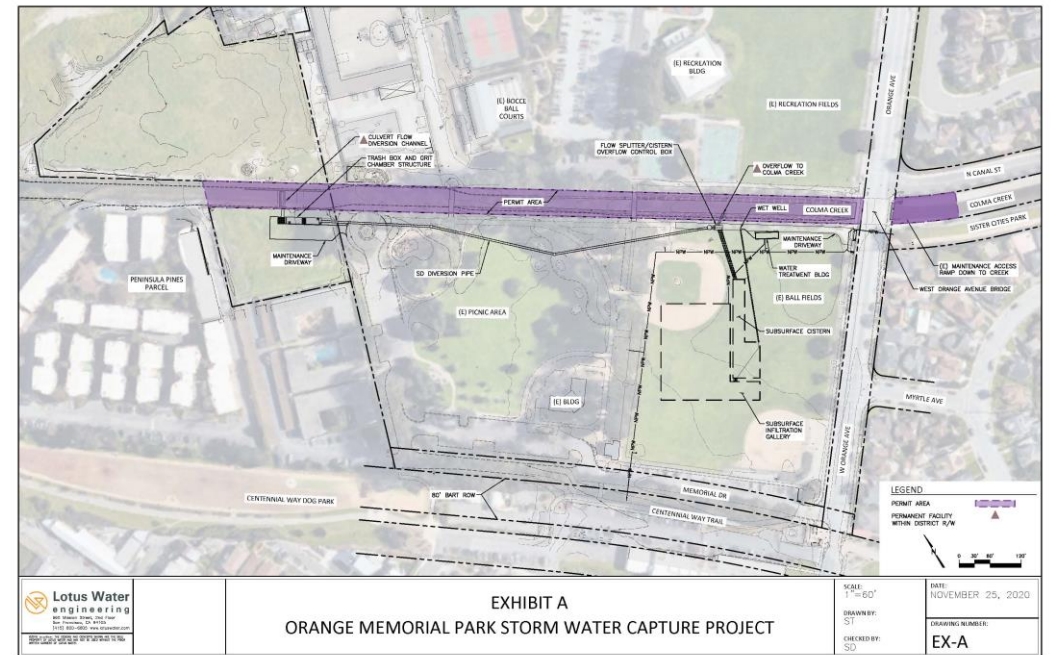 (E) RECREATION
BLDG
(E) BOCCE
BALL
COURTS
(E) RECREATION FIELDS
ORANGE AVE
CULVERT FLOW
DIVERSION CHANNEL
TRASH BOX AND GRIT
CHAMBER STRUCTURE
FLOW SPLITTER/CISTERN
OVERFLOW CONTROL BOX
OVERFLOW TO
COLMA CREEK
N CANAL ST
COLMA CREEK
SISTER CITIES PARK
PERMIT AREA
WET WELL
COLMA CREEK
MAINTENANCE
DRIVEWAY
SD DIVERSION PIPE
MAINTENANCE
DRIVEWAY
WATER
TREATMENT BLDG
(E) MAINTENANCE ACCESS
RAMP DOWN TO CREEK
WEST ORANGE AVENUE BRIDGE
PENINSULA PINES
PARCEL
(E) PICNIC AREA
(E) BALL FIELDS
SUBSURFACE CISTERN
(E) BLDG
MYRTLE AVE
SUBSURFACE
INFILTRATION
GALLERY
W ORANGE AVE
CENTENNIAL WAY DOG PARK
80' BART ROW
MEMORIAL DR
CENTENNIAL WAY TRAIL
LEGEND
PERMIT AREA
PERMANENT FACILITY
WITHIN DISTRICT R/W
N
0 30' 60' 120'
Lotus Water
engineering
EXHIBIT A
ORANGE MEMORIAL PARK STORM WATER CAPTURE PROJECT
SCALE:
1"=60'
DRAWN BY:
ST
CHECKED BY:
SD
DATE:
NOVEMBER 25, 2020
DRAWING NUMBER:
EX-A